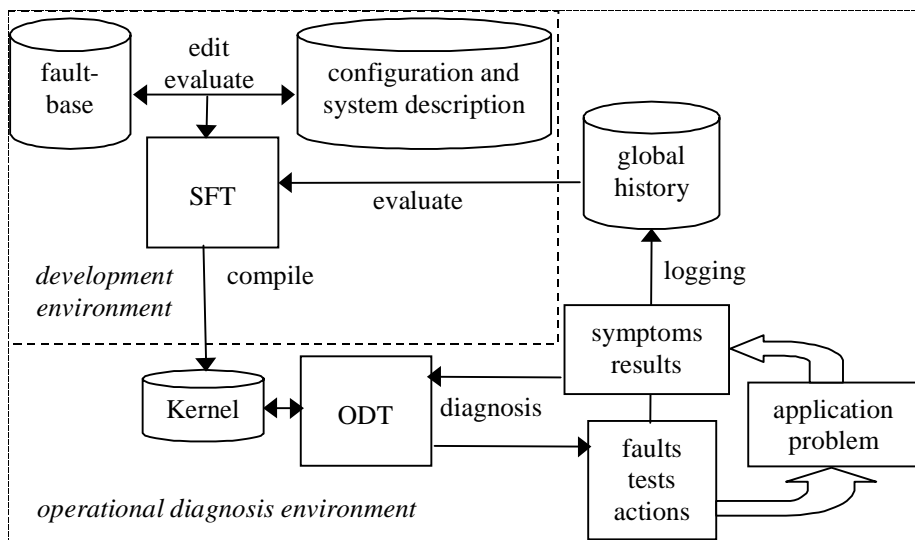 fault-
base
edit
evaluate
configuration and
system description
SFT
evaluate
global
history
development
environment
compile
logging
symptoms
results
Kernel
ODT
diagnosis
faults
tests
actions
application
problem
operational diagnosis environment